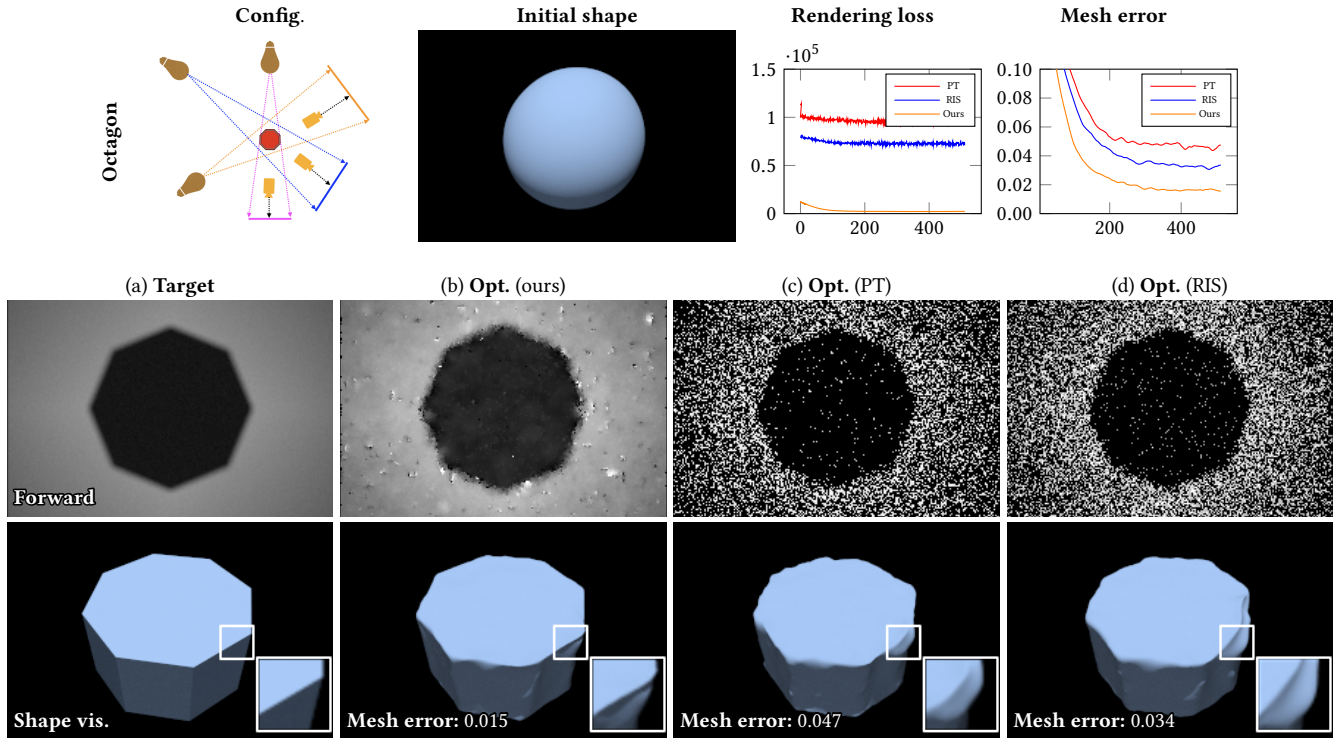 Config. Initial shape Rendering loss Mesh error
Octagon
·10^5
1.5
1
0.5
0
0 200 400
PT
RIS
Ours
0.10
0.08
0.06
0.04
0.02
0.00
200 400
PT
RIS
Ours
(a) Target (b) Opt. (ours) (c) Opt. (PT) (d) Opt. (RIS)
Forward
Shape vis. Mesh error: 0.015 Mesh error: 0.047 Mesh error: 0.034